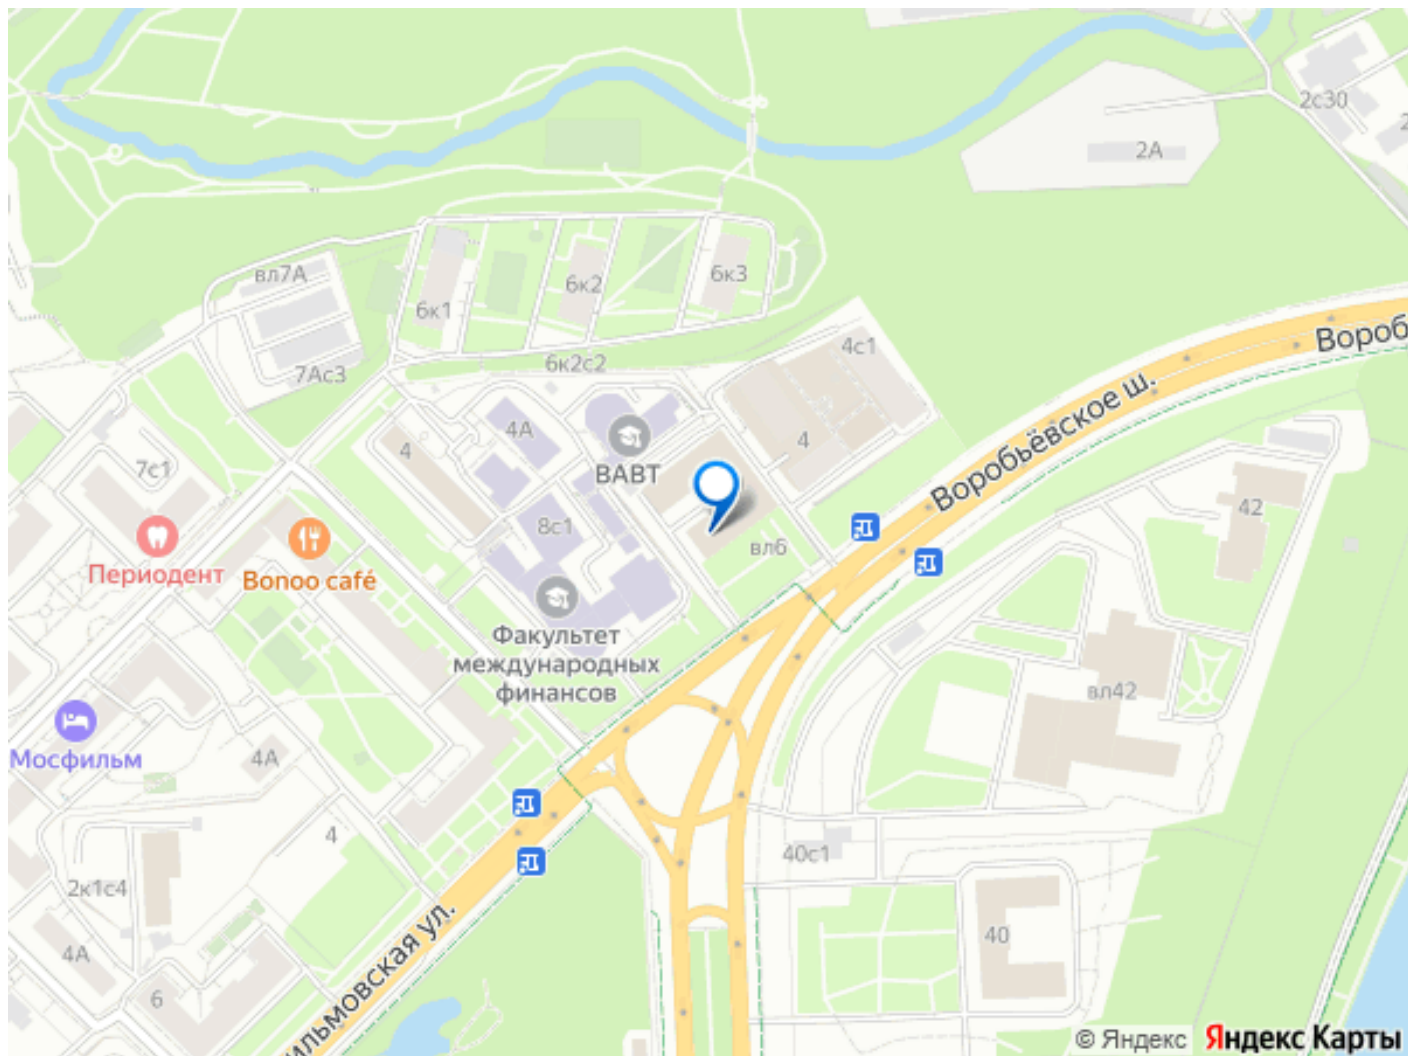 2с30
2
2А
вл7А
6к1
6к2
6к3
7Ас3
6к2с2
4с1
Вороб
Воробьёвское ш.
4
4А
ВАВТ
4
7с1
8с1
вл6
42
Периодент
Bonoo café
Факультет
международных
финансов
вл42
Мосфильм
4А
4
40с1
2к1с4
4А
40
6
ильмовская ул.
© Яндекс
Яндекс Карты